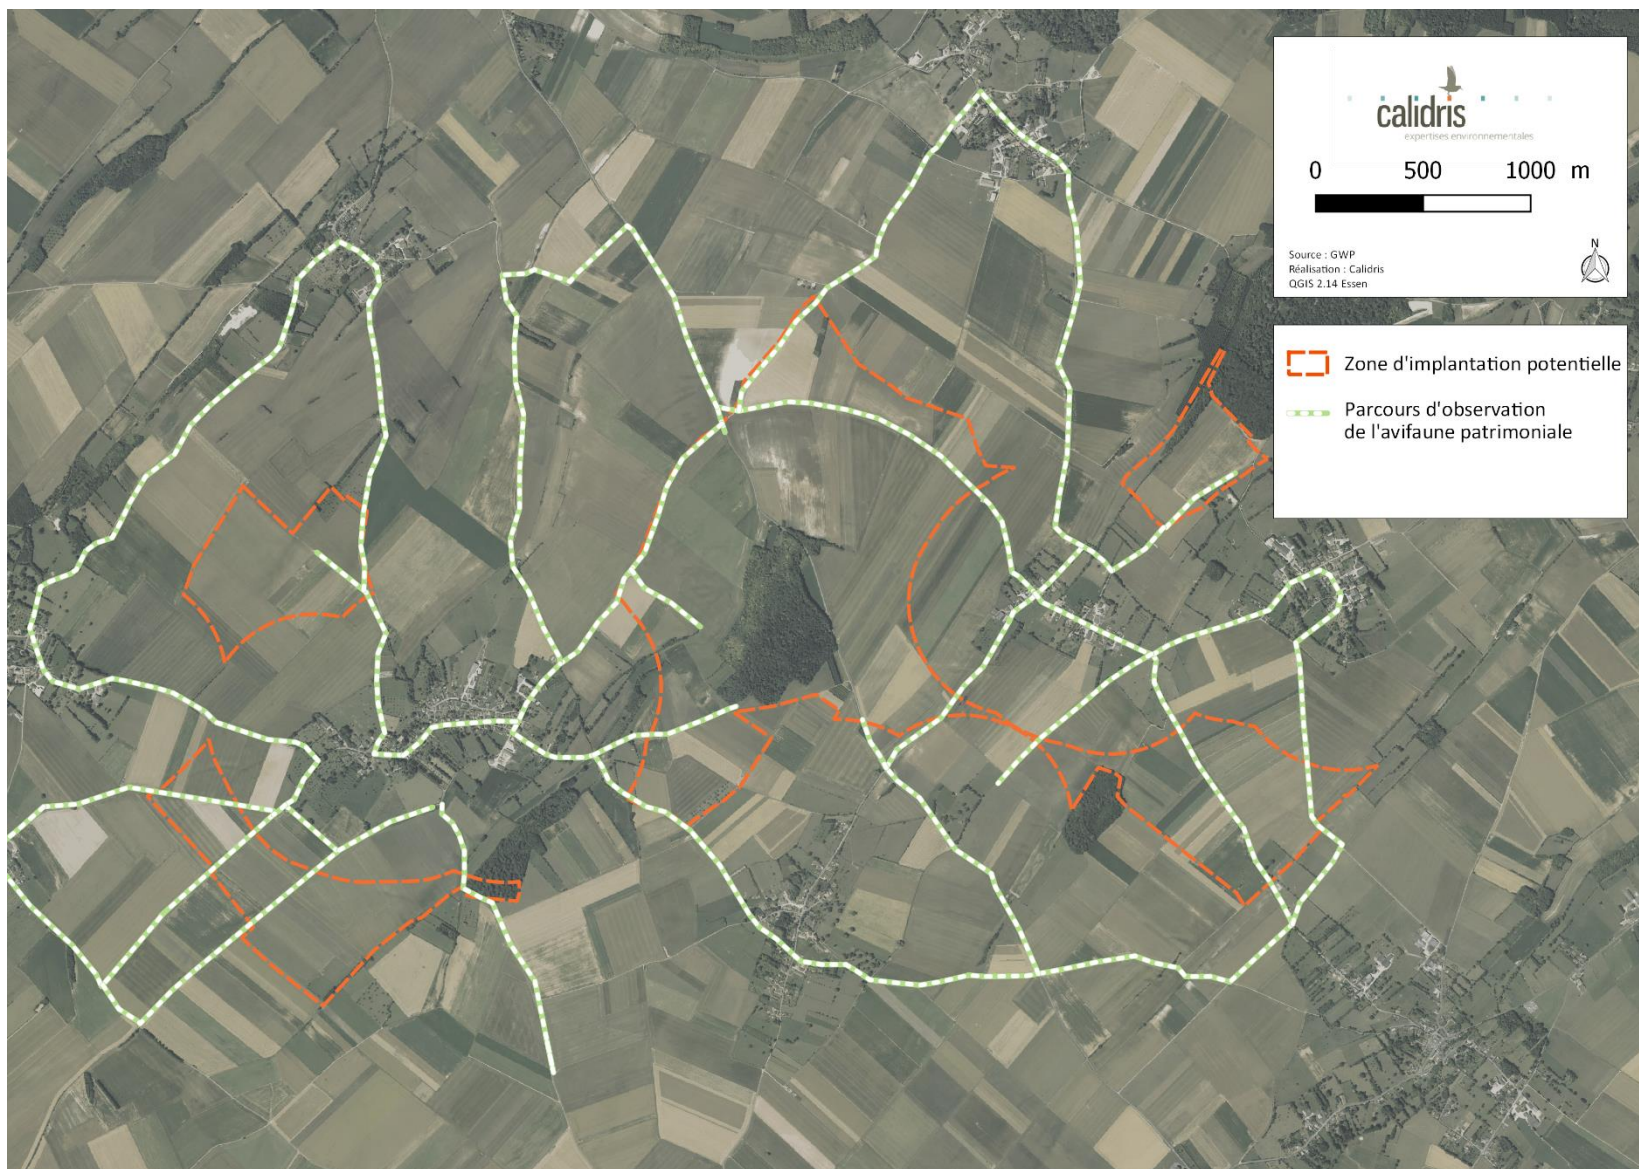 calidris
expertises environnementales
0 500 1000 m
Source : GWP
Réalisation : Calidris
QGIS 2.14 Essen
N
Zone d'implantation potentielle
Parcours d'observation
de l'avifaune patrimoniale